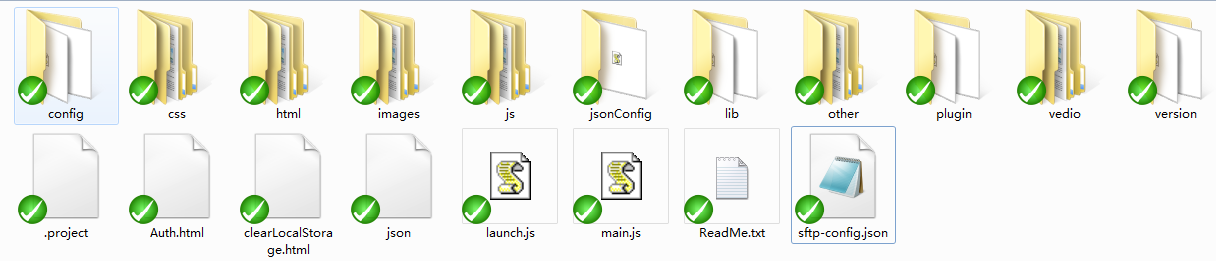 config
css
html
images
js
jsonConfig
lib
other
plugin
vedio
version
.project
Auth.html
clearLocalStora
ge.html
json
launch.js
main.js
ReadMe.txt
sftp-config.json